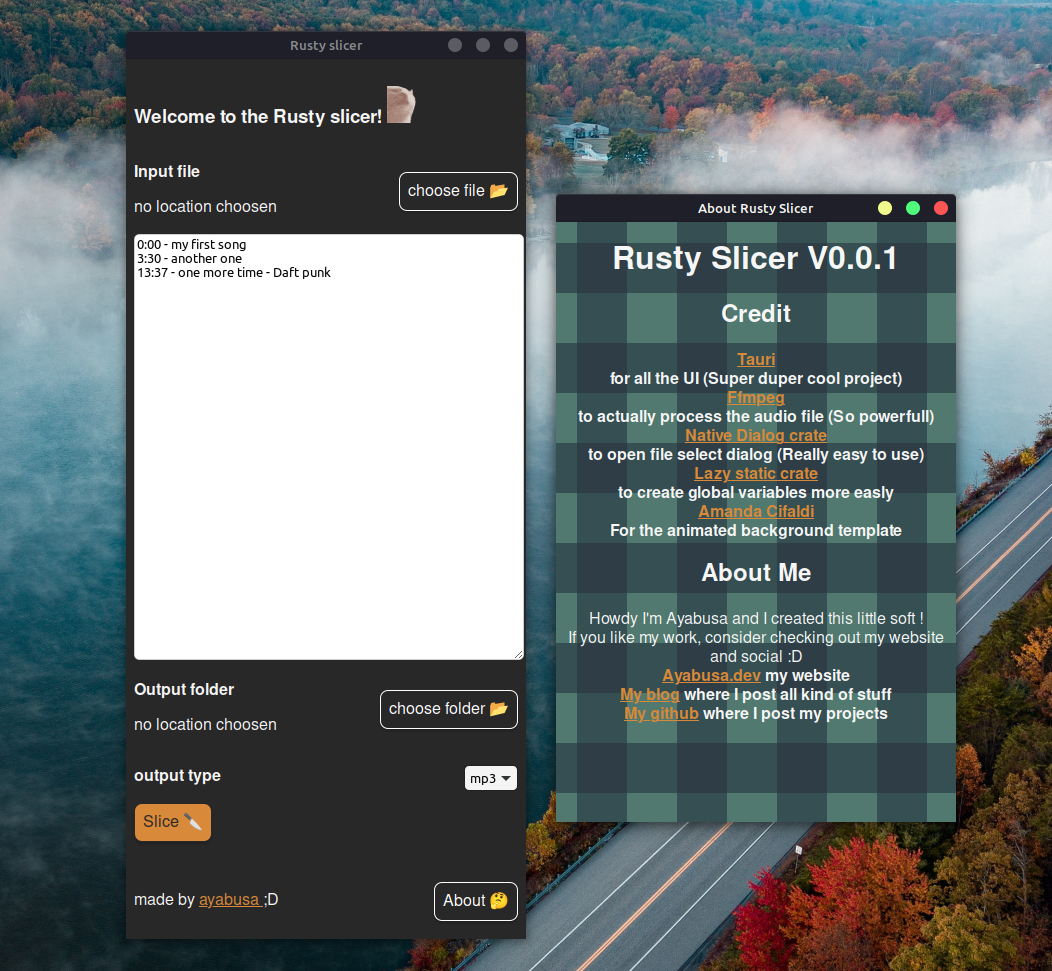 Rusty slicer
Welcome to the Rusty slicer!
Input file
choose file 📂
no location choosen
0:00 - my first song
3:30 - another one
13:37 - one more time - Daft punk
Output folder
choose folder 📂
no location choosen
output type
mp3
Slice 🔪
made by ayabusa ;D
About 🤔
About Rusty Slicer
Rusty Slicer V0.0.1
Credit
Tauri
for all the UI (Super duper cool project)
Ffmpeg
to actually process the audio file (So powerfull)
Native Dialog crate
to open file select dialog (Really easy to use)
Lazy static crate
to create global variables more easly
Amanda Cifaldi
For the animated background template
About Me
Howdy I'm Ayabusa and I created this little soft !
If you like my work, consider checking out my website
and social :D
Ayabusa.dev my website
My blog where I post all kind of stuff
My github where I post my projects